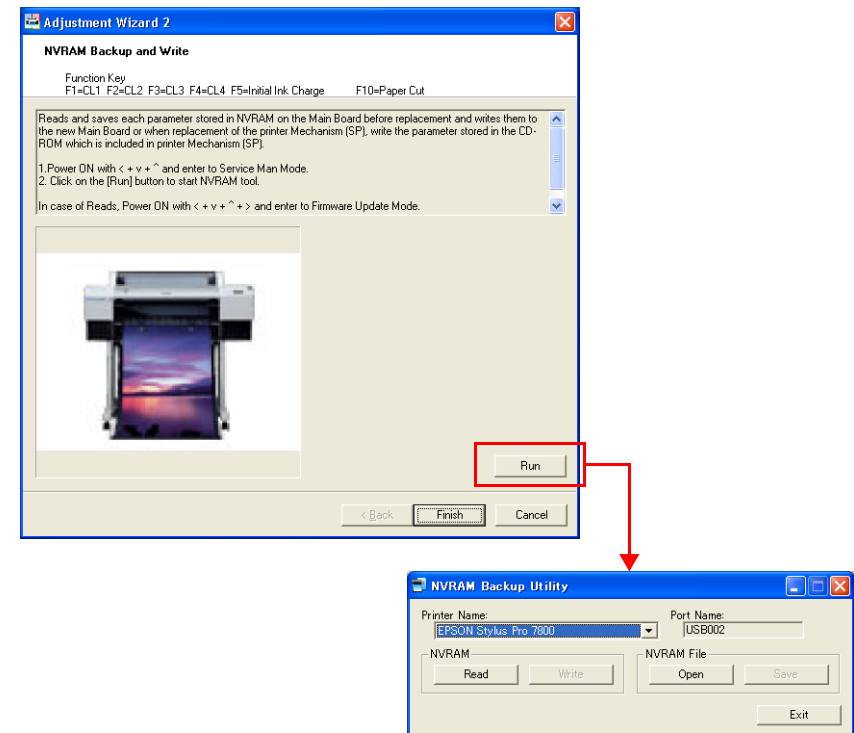 Adjustment Wizard 2
NVRAM Backup and Write
Function Key
F1=CL1 F2=CL2 F3=CL3 F4=CL4 F5=Initial Ink Charge F10=Paper Cut
Reads and saves each parameter stored in NVRAM on the Main Board before replacement and writes them to
the new Main Board or when replacement of the printer Mechanism (SP), write the parameter stored in the CD-
ROM which is included in printer Mechanism (SP).
1.Power ON with < + v + ^ and enter to Service Man Mode.
2. Click on the [Run] button to start NVRAM tool.
In case of Reads, Power ON with < + v + ^ + > and enter to Firmware Update Mode.
Run
< Back Finish Cancel
NVRAM Backup Utility
Printer Name: Port Name:
EPSON Stylus Pro 7800 USB002
NVRAM NVRAM File
Read Write Open Save
Exit